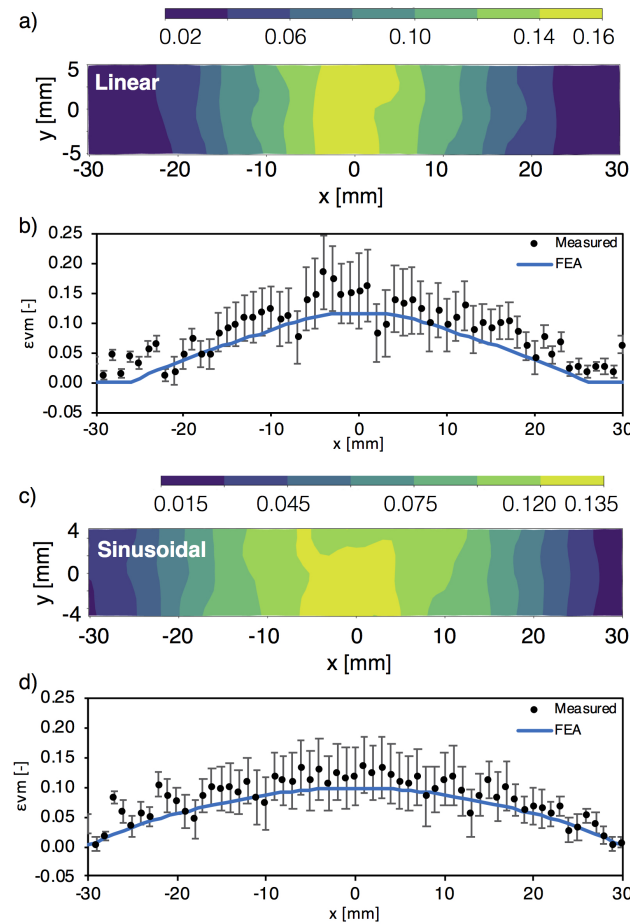 a)
0.02 0.06 0.10 0.14 0.16
Linear
y [mm]
5
0
-5
-30 -20 -10 0 10 20 30
x [mm]
b)
0.25
0.20
0.15
0.10
0.05
0.00
-0.05
εvm [-]
Measured
FEA
-30 -20 -10 0 10 20 30
x [mm]
c)
0.015 0.045 0.075 0.120 0.135
Sinusoidal
y [mm]
4
0
-4
-30 -20 -10 0 10 20 30
x [mm]
d)
0.25
0.20
0.15
0.10
0.05
0.00
-0.05
εvm [-]
Measured
FEA
-30 -20 -10 0 10 20 30
x [mm]